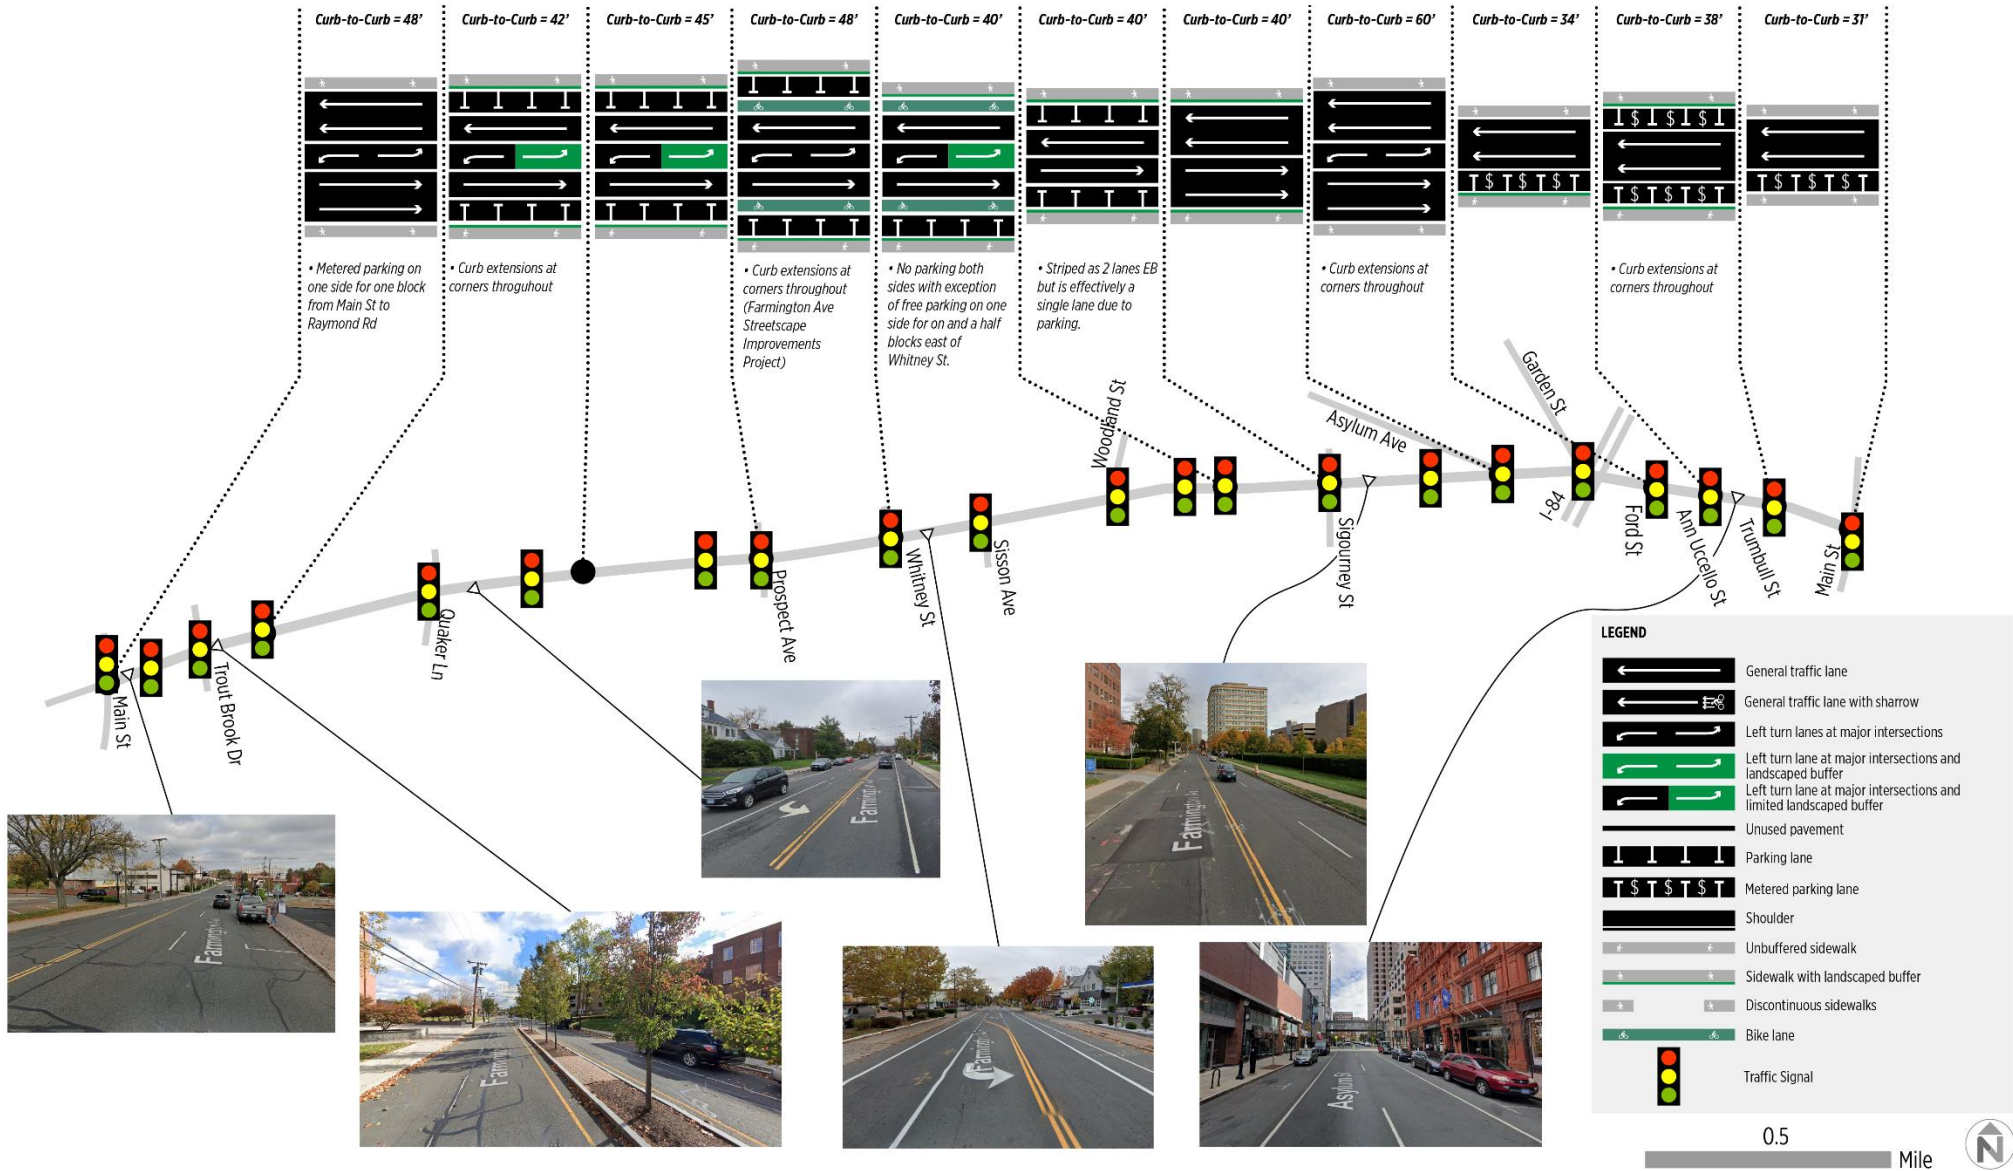 Curb-to-Curb = 48'
Curb-to-Curb = 42'
Curb-to-Curb = 45'
Curb-to-Curb = 48'
Curb-to-Curb = 40'
Curb-to-Curb = 40'
Curb-to-Curb = 40'
Curb-to-Curb = 60'
Curb-to-Curb = 34'
Curb-to-Curb = 38'
Curb-to-Curb = 31'
T $ T $ T $ T
T $ T $ T $ T
T $ T $ T $ T
T $ T $ T $ T
• Metered parking on
one side for one block
from Main St to
Raymond Rd
• Curb extensions at
corners throguhout
• Curb extensions at
corners throughout
(Farmington Ave
Streetscape
Improvements
Project)
• No parking both
sides with exception
of free parking on one
side for on and a half
blocks east of
Whitney St.
• Striped as 2 lanes EB
but is effectively a
single lane due to
parking.
• Curb extensions at
corners throughout
• Curb extensions at
corners throughout
Main St
Trout Brook Dr
Quaker Ln
Prospect Ave
Whitney St
Sisson Ave
Woodland St
Sigourney St
Asylum Ave
Garden St
I-84
Ford St
Ann Uccello St
Trumbull St
Main St
Farmington
Farmington
Farmington
Farmington
Farmington Av
Asylum St
LEGEND
General traffic lane
General traffic lane with sharrow
Left turn lanes at major intersections
Left turn lane at major intersections and
landscaped buffer
Left turn lane at major intersections and
limited landscaped buffer
Unused pavement
Parking lane
T $ T $ T $ T
Metered parking lane
Shoulder
Unbuffered sidewalk
Sidewalk with landscaped buffer
Discontinuous sidewalks
Bike lane
Traffic Signal
0.5
Mile
N